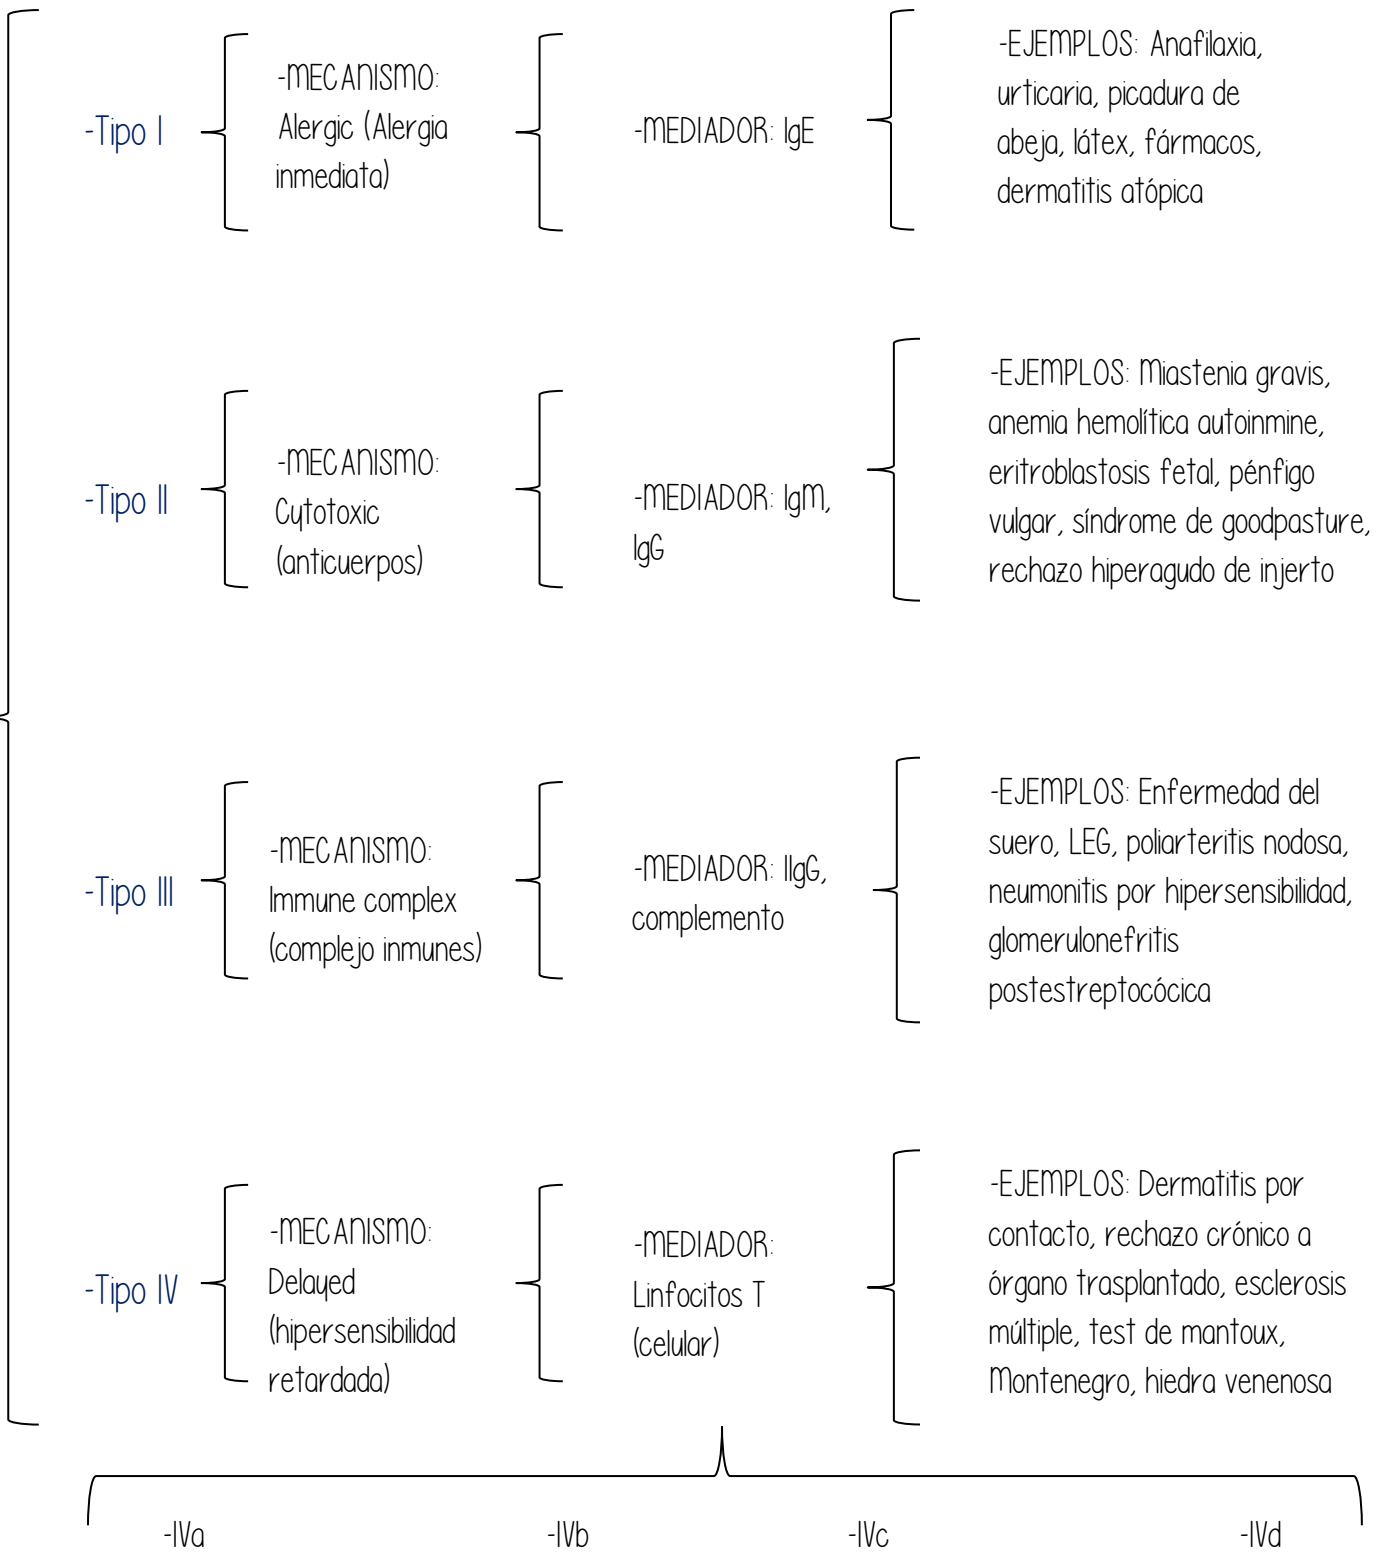 -Tipo I
-MECANISMO:
Alergic (Alergia
inmediata)
-MEDIADOR: IgE
-EJEMPLOS: Anafilaxia,
urticaria, picadura de
abeja, látex, fármacos,
dermatitis atópica
-Tipo II
-MECANISMO:
Cytotoxic
(anticuerpos)
-MEDIADOR: IgM,
IgG
-EJEMPLOS: Miastenia gravis,
anemia hemolítica autoinmine,
eritroblastosis fetal, pénfigo
vulgar, síndrome de goodpasture,
rechazo hiperagudo de injerto
-Tipo III
-MECANISMO:
Immune complex
(complejo inmunes)
-MEDIADOR: IIgG,
complemento
-EJEMPLOS: Enfermedad del
suero, LEG, poliarteritis nodosa,
neumonitis por hipersensibilidad,
glomerulonefritis
postestreptocócica
-Tipo IV
-MECANISMO:
Delayed
(hipersensibilidad
retardada)
-MEDIADOR:
Linfocitos T
(celular)
-EJEMPLOS: Dermatitis por
contacto, rechazo crónico a
órgano trasplantado, esclerosis
múltiple, test de mantoux,
Montenegro, hiedra venenosa
-IVa
-IVb
-IVc
-IVd